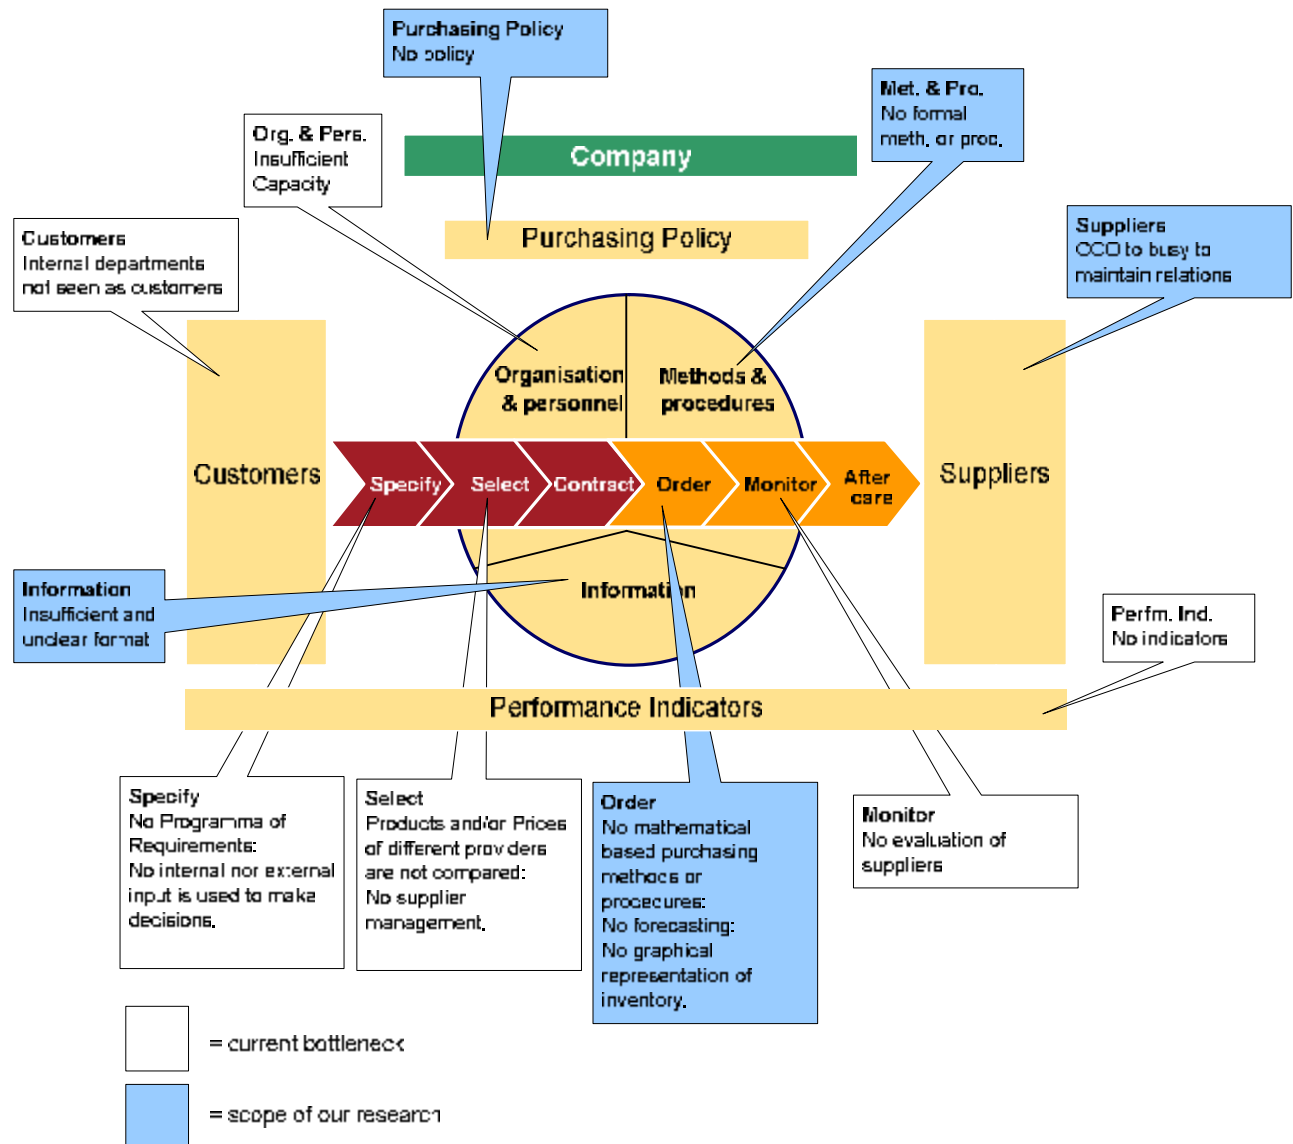 Purchasing Policy
No policy
Met. & Pro.
No formal
meth. or proc.
Org. & Pers.
Insufficient
Capacity
Company
Customers
Internal departments
not seen as customers
Purchasing Policy
Suppliers
CCO to busy to
maintain relations
Organisation
& personnel
Methods &
procedures
Customers
Specify
Select
Contract
Order
Monitor
After
care
Suppliers
Information
Insufficient and
unclear format
Information
Perfm. Ind.
No indicators
Performance Indicators
Specify
No Programma of
Requirements:
No internal nor external
input is used to make
decisions.
Select
Products and/or Prices
of different providers
are not compared:
No supplier
management.
Order
No mathematical
based purchasing
methods or
procedures:
No forecasting:
No graphical
representation of
inventory.
Monitor
No evaluation of
suppliers
= current bottleneck
= scope of our research